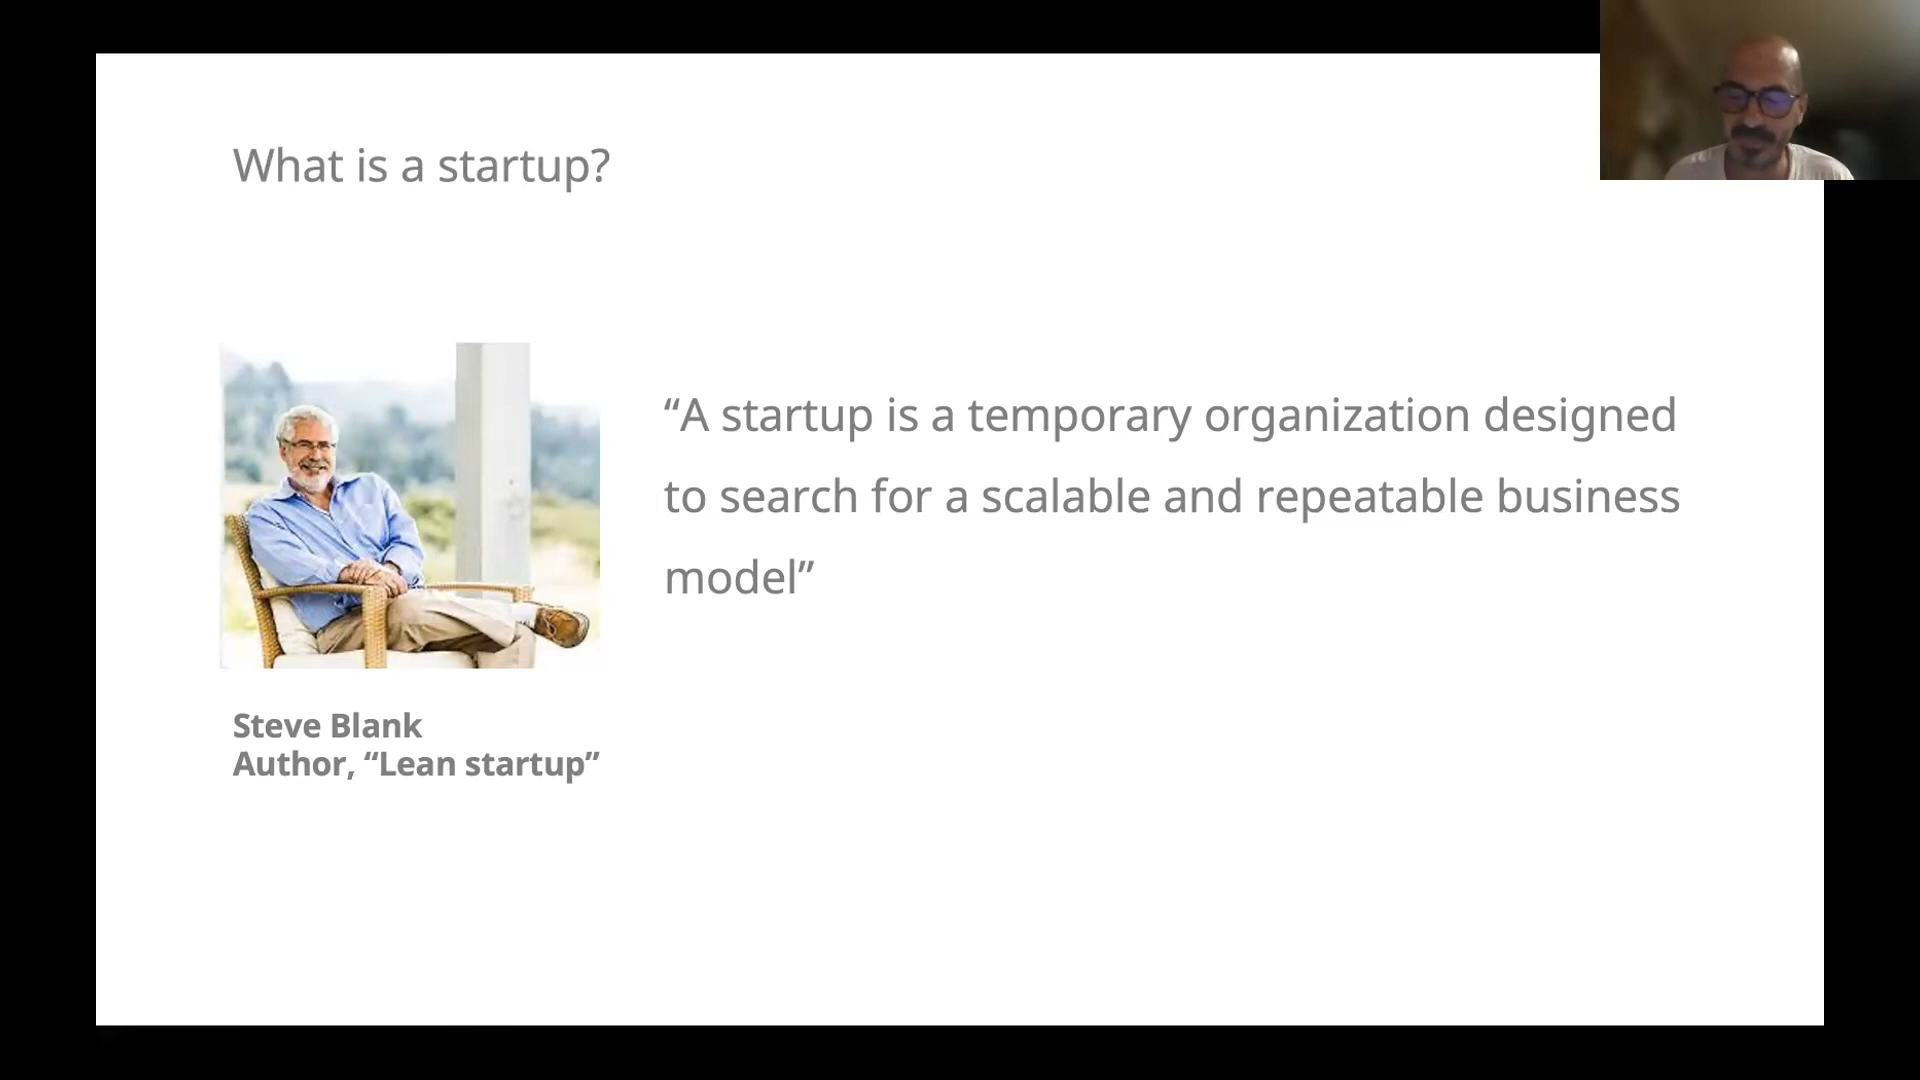 What is a startup?
“A startup is a temporary organization designed
to search for a scalable and repeatable business
model”
Steve Blank
Author, “Lean startup”